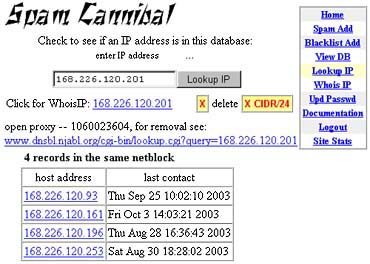 Spam Cannibal
Check to see if an IP address is in this database:
enter IP address ...
168.226.120.201 Lookup IP
Click for WhoisIP: 168.226.120.201 X delete X CIDR/24
open proxy -- 1060023604, for removal see:
www.dnsbl.njabl.org/cgi-bin/lookup.cgi?query=168.226.120.201
4 records in the same netblock
host address last contact
168.226.120.93 Thu Sep 25 10:02:10 2003
168.226.120.161 Fri Oct 3 14:03:21 2003
168.226.120.196 Thu Aug 28 16:36:43 2003
168.226.120.253 Sat Aug 30 18:28:02 2003
Home
Spam Add
Blacklist Add
View DB
Lookup IP
Whois IP
Upd Passwd
Documentation
Logout
Site Stats